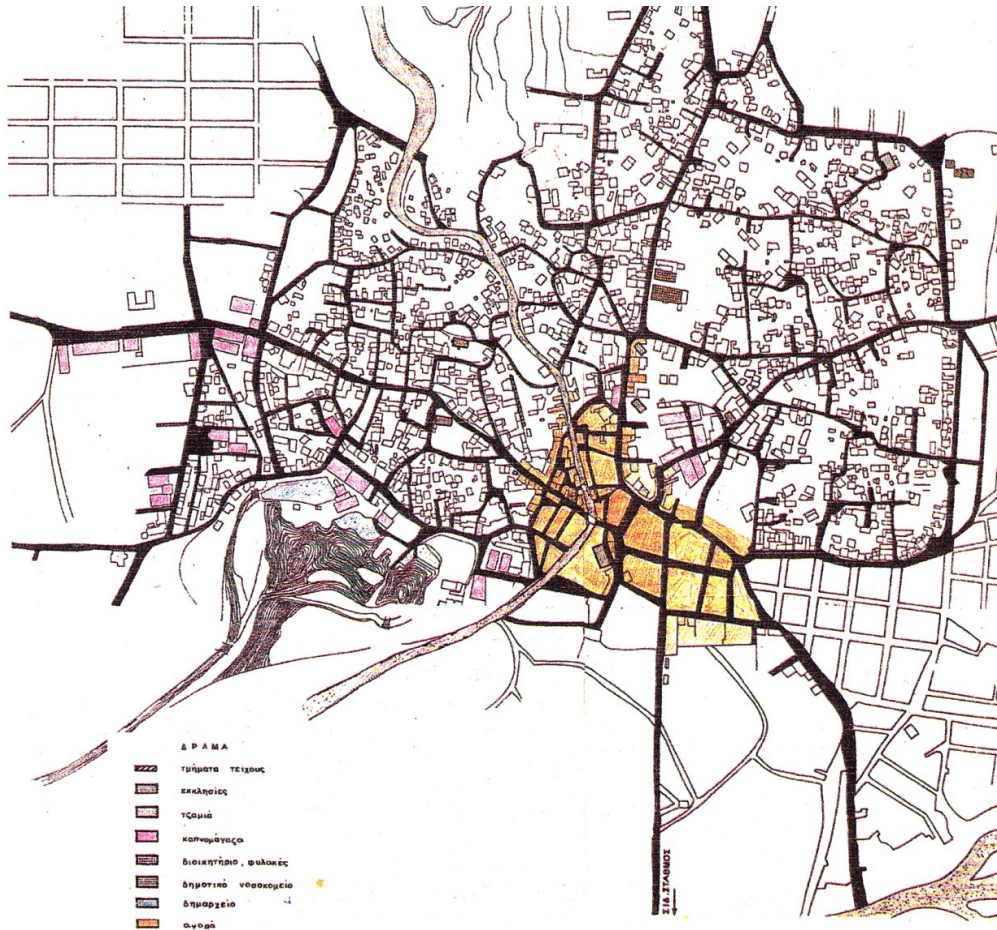 ΔΡΑΜΑ
τμήματα τείχους
εκκλησίες
τζαμιά
καπνομάγαζα
διοικητήριο, φυλακές
δημοτικό νοσοκομείο
δημαρχείο
αγορά
ΣΙΔ. ΣΤΑΘΜΟΣ